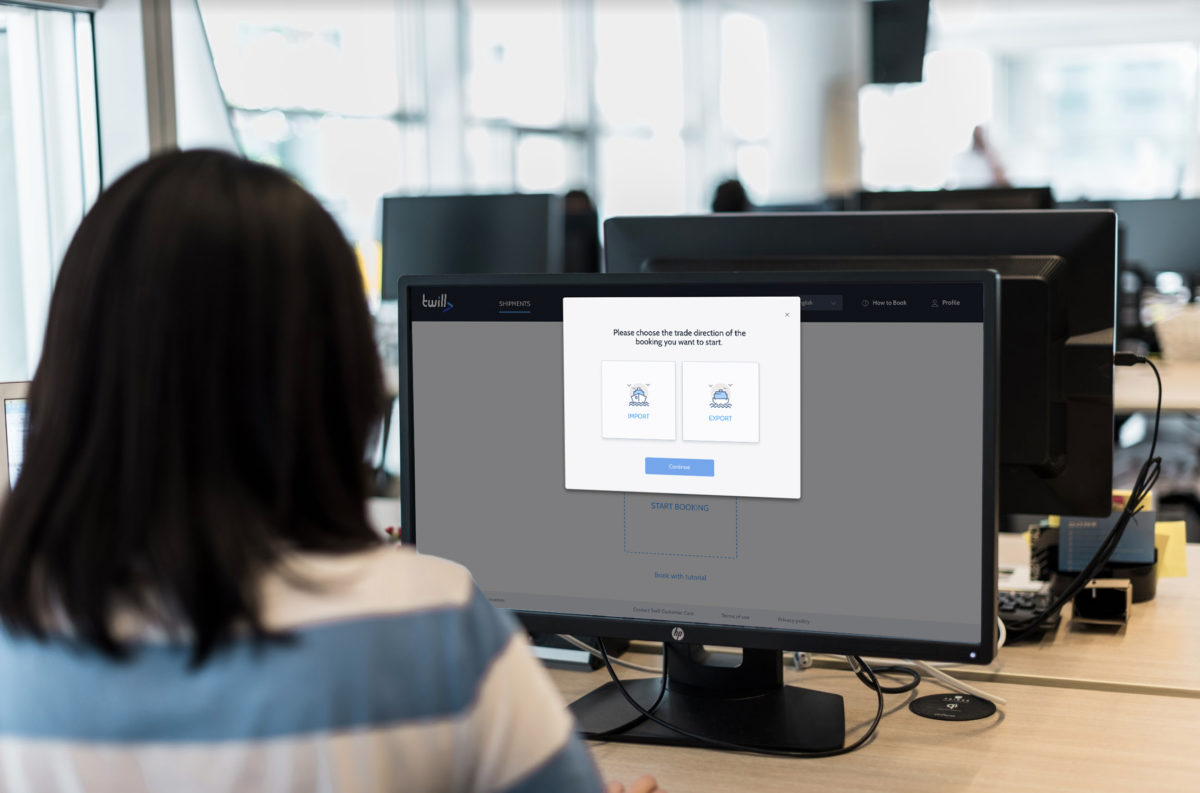 twill
SHIPMENTS
How to Book
Profile
Please choose the trade direction of the
booking you want to start.
IMPORT
EXPORT
Continue
START BOOKING
Book with tutorial
Contact Twill Customer Care
Terms of use
Privacy policy
hp